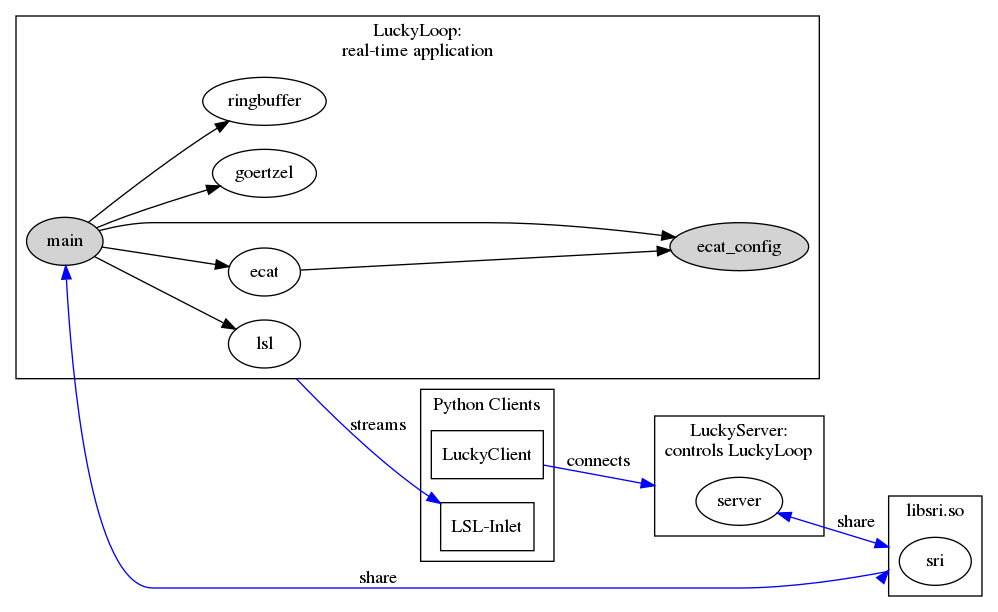 LuckyLoop:
real-time application
ringbuffer
goertzel
main
ecat_config
ecat
lsl
Python Clients
streams
LuckyClient
connects
LuckyServer:
controls LuckyLoop
server
LSL-Inlet
share
libsri.so
sri
share